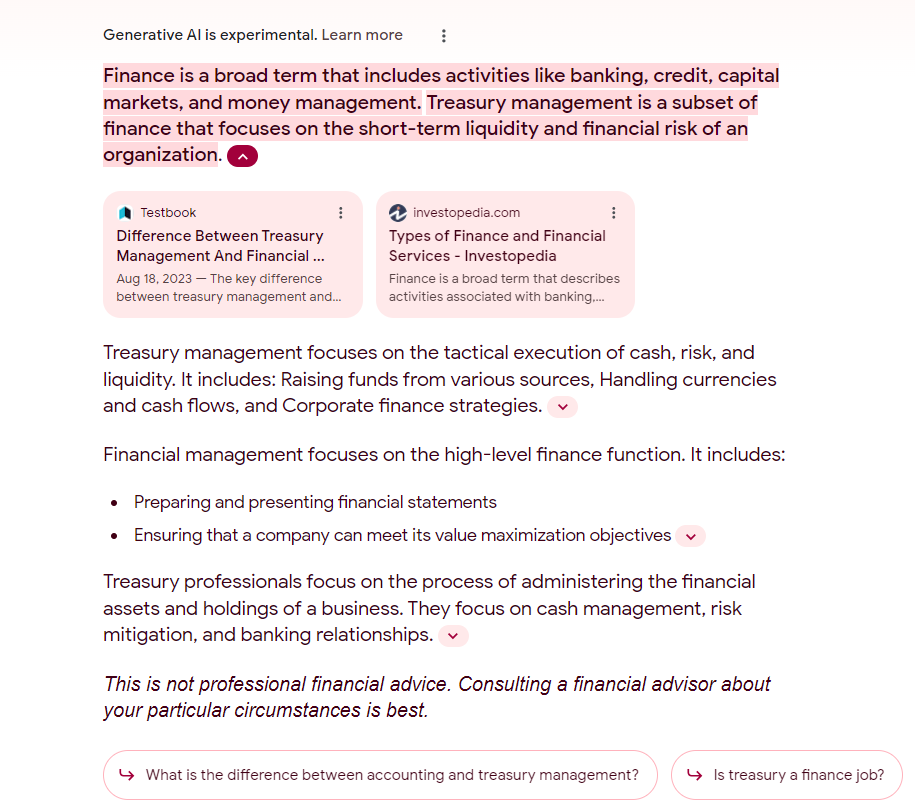 Generative AI is experimental. Learn more
Finance is a broad term that includes activities like banking, credit, capital
markets, and money management. Treasury management is a subset of
finance that focuses on the short-term liquidity and financial risk of an
organization.
Testbook
Difference Between Treasury
Management And Financial ...
Aug 18, 2023 — The key difference
between treasury management and...
investopedia.com
Types of Finance and Financial
Services - Investopedia
Finance is a broad term that describes
activities associated with banking,...
Treasury management focuses on the tactical execution of cash, risk, and
liquidity. It includes: Raising funds from various sources, Handling currencies
and cash flows, and Corporate finance strategies.
Financial management focuses on the high-level finance function. It includes:
• Preparing and presenting financial statements
• Ensuring that a company can meet its value maximization objectives
Treasury professionals focus on the process of administering the financial
assets and holdings of a business. They focus on cash management, risk
mitigation, and banking relationships.
This is not professional financial advice. Consulting a financial advisor about
your particular circumstances is best.
What is the difference between accounting and treasury management?
Is treasury a finance job?